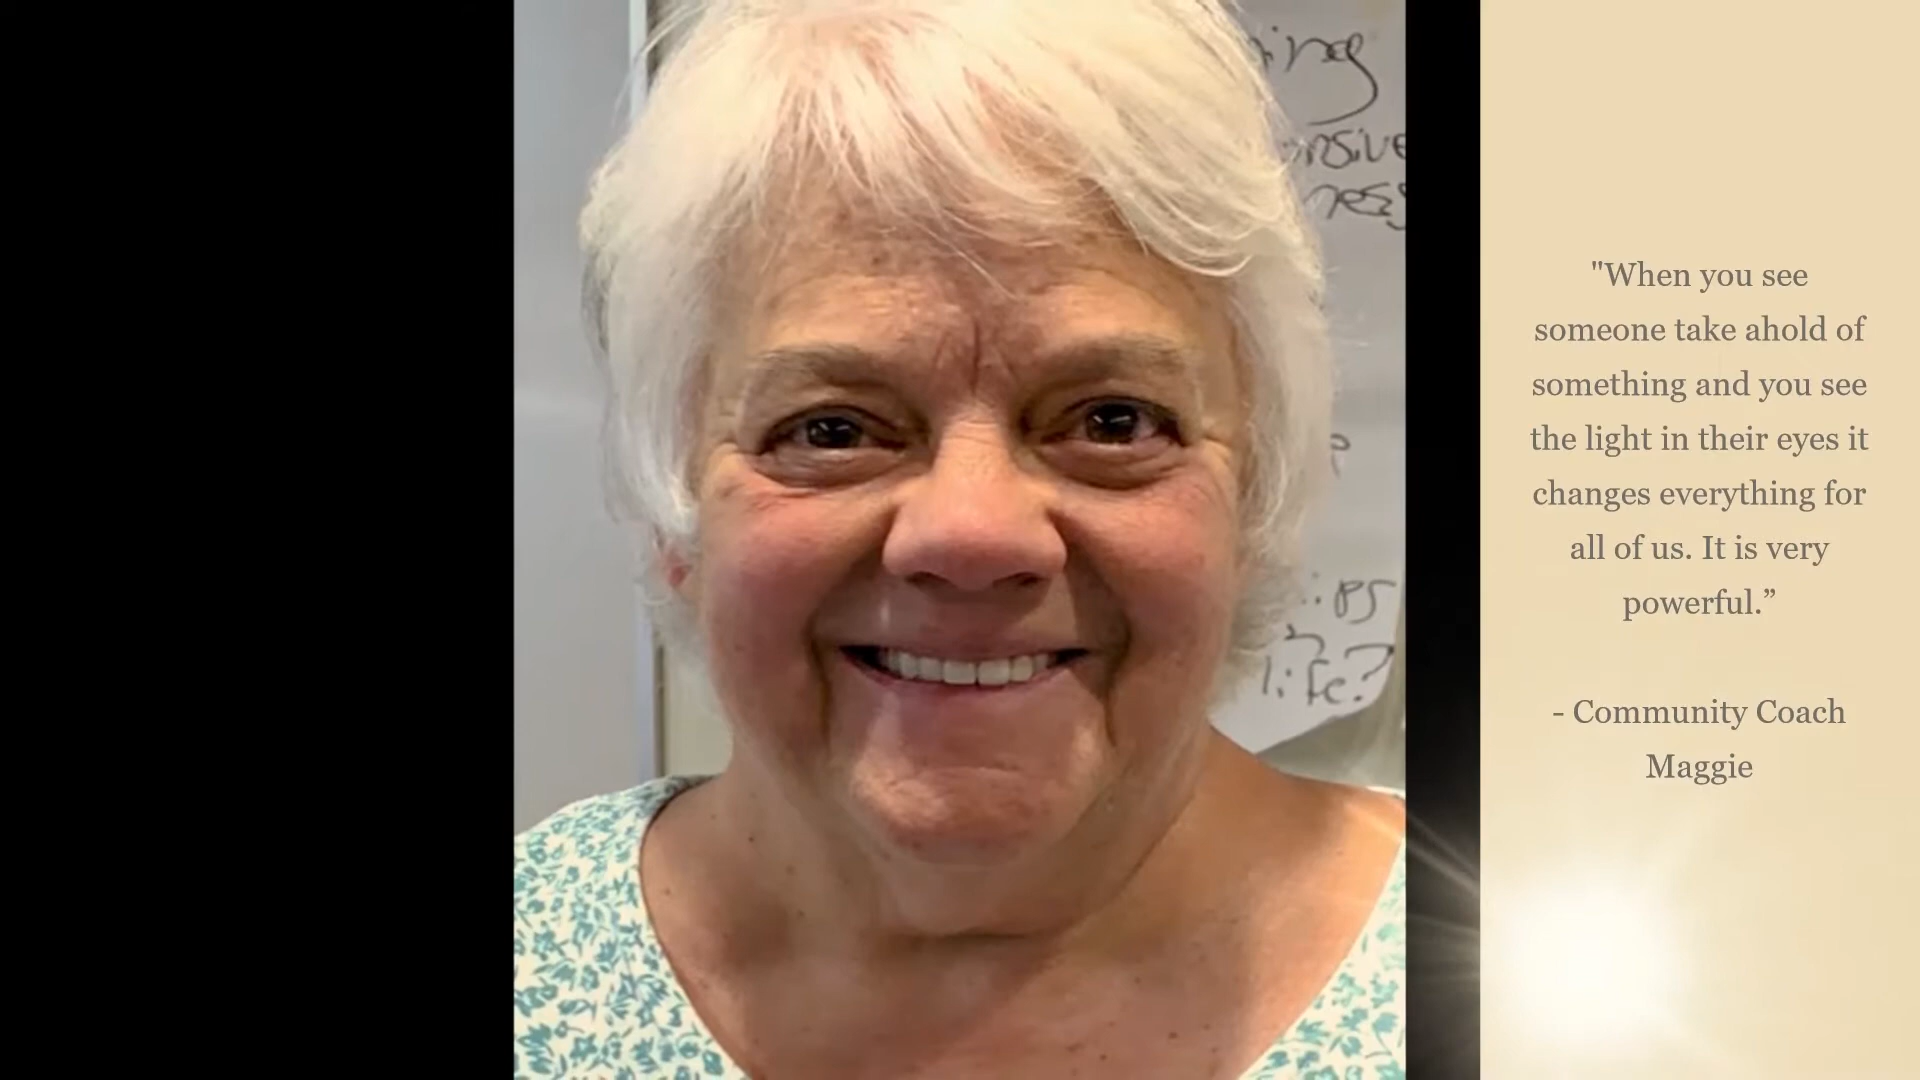 "When you see
someone take ahold of
something and you see
the light in their eyes it
changes everything for
all of us. It is very
powerful.”
- Community Coach
Maggie
life?